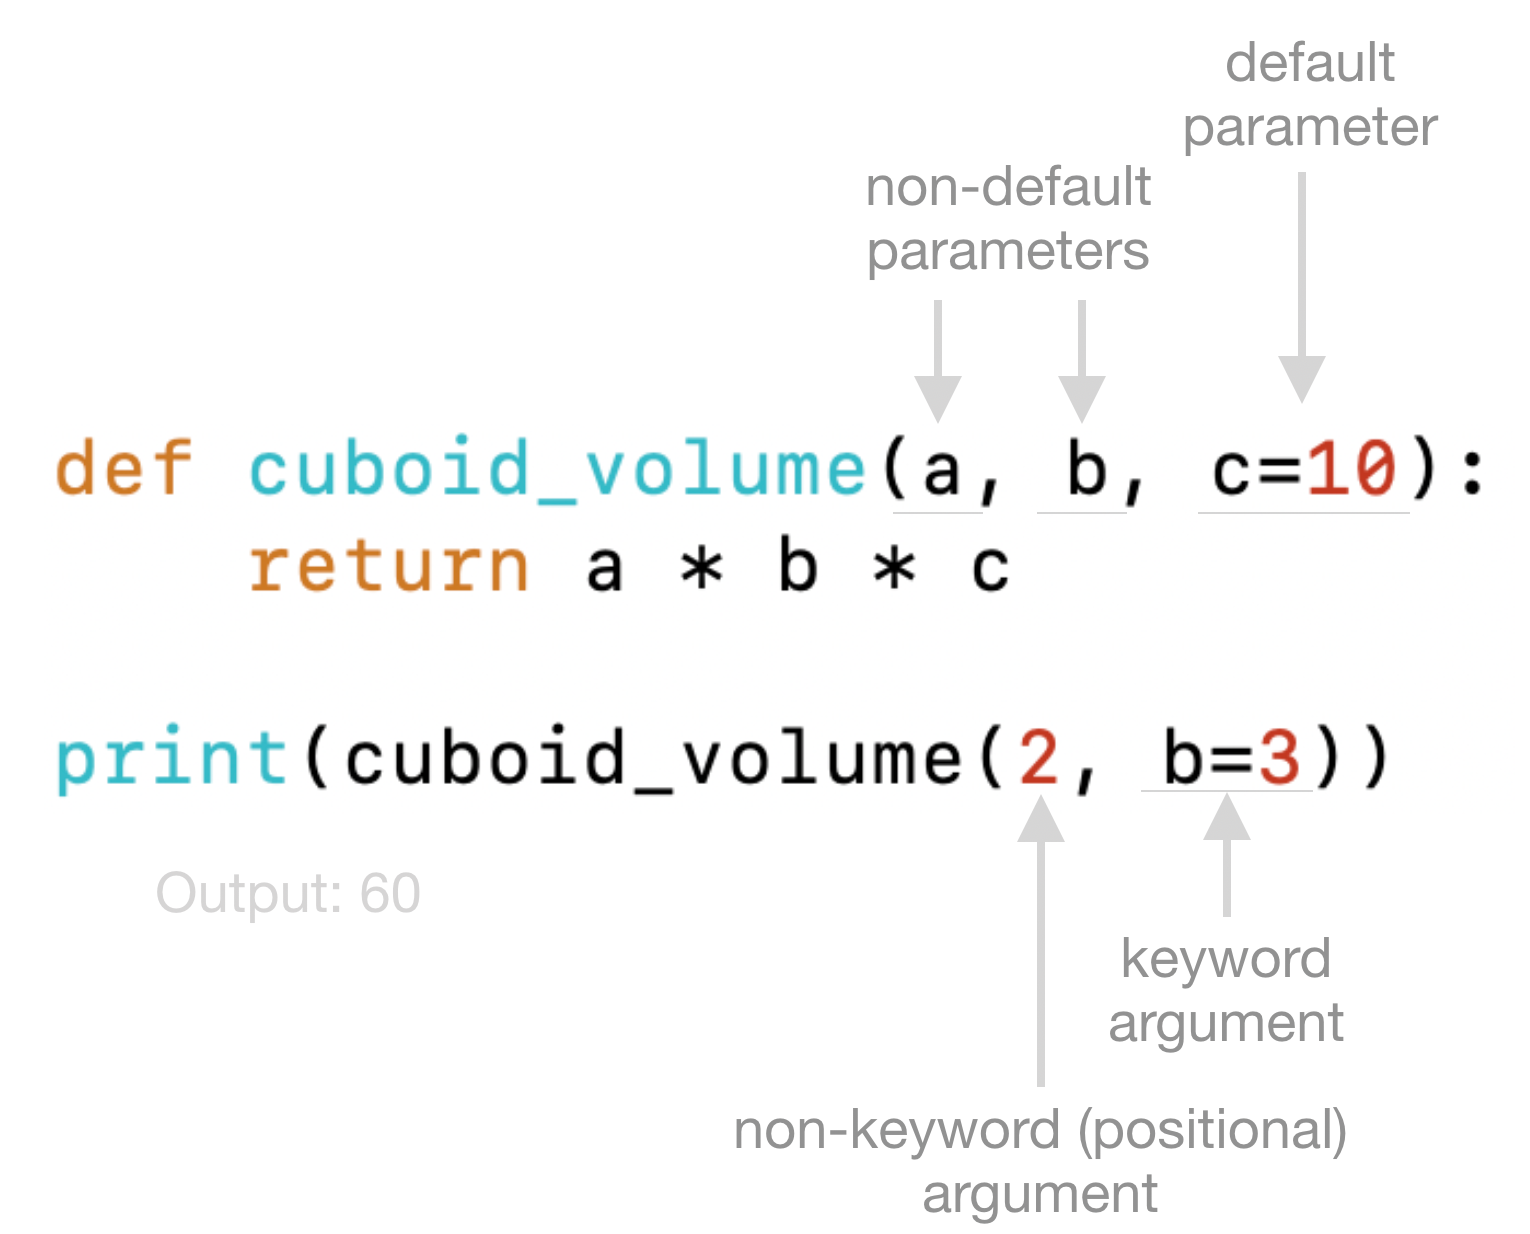 default
parameter
non-default
parameters
def cuboid_volume(a, b, c=10):
return a * b * c
print(cuboid_volume(2, b=3))
Output: 60
keyword
argument
non-keyword (positional)
argument